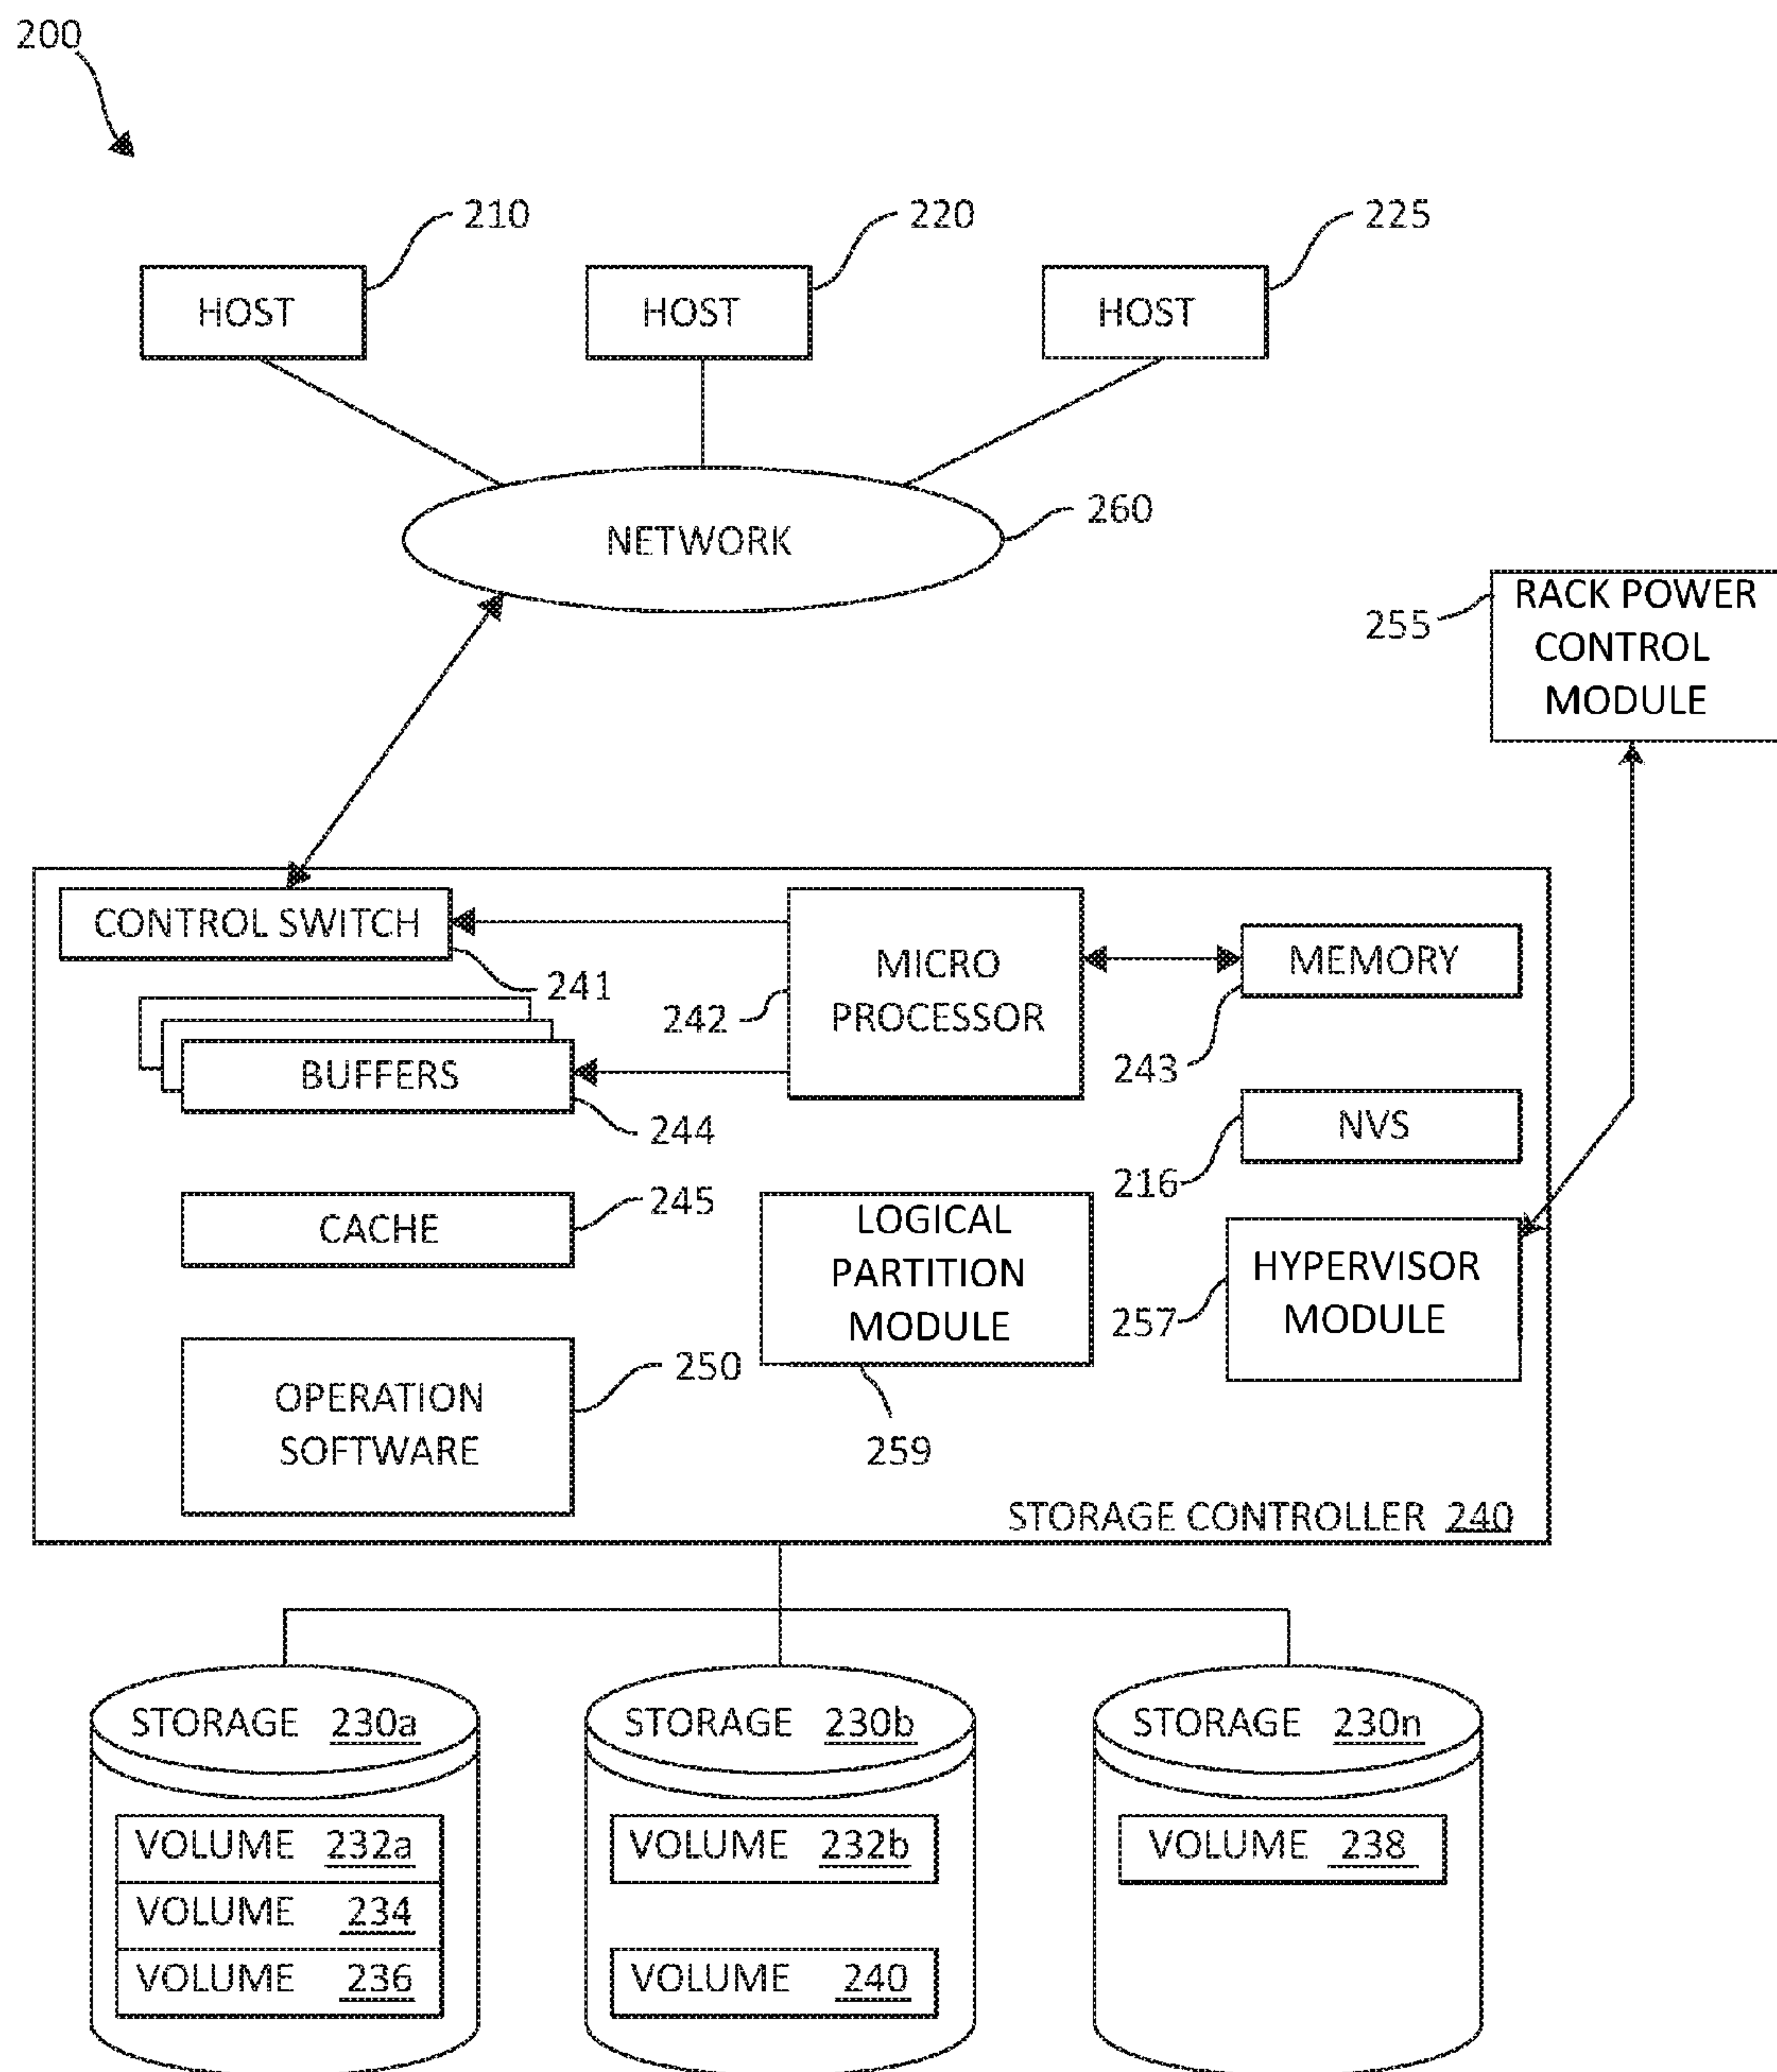 200
210
220
225
HOST
HOST
HOST
260
NETWORK
255
RACK POWER
CONTROL
MODULE
CONTROL SWITCH
241
MICRO
PROCESSOR
242
MEMORY
243
BUFFERS
244
NVS
216
CACHE
245
LOGICAL
PARTITION
MODULE
259
HYPERVISOR
MODULE
257
OPERATION
SOFTWARE
250
STORAGE CONTROLLER 240
STORAGE 230a
STORAGE 230b
STORAGE 230n
VOLUME 232a
VOLUME 234
VOLUME 236
VOLUME 232b
VOLUME 240
VOLUME 238